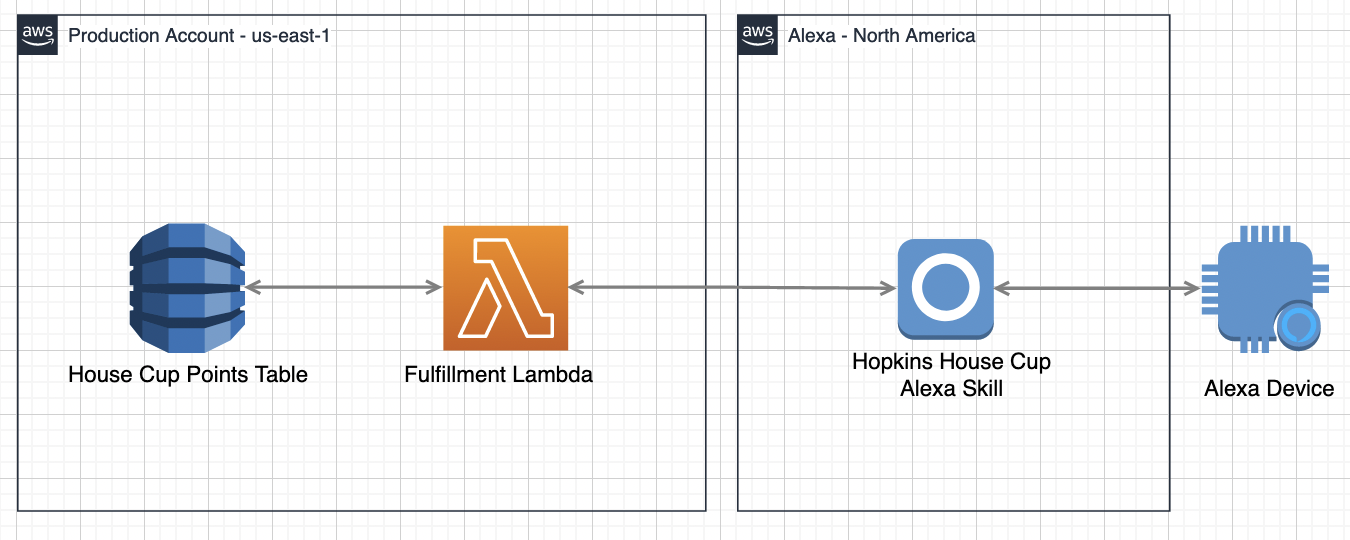 aws Production Account - us-east-1
aws Alexa - North America
House Cup Points Table
Fulfillment Lambda
Hopkins House Cup
Alexa Skill
Alexa Device